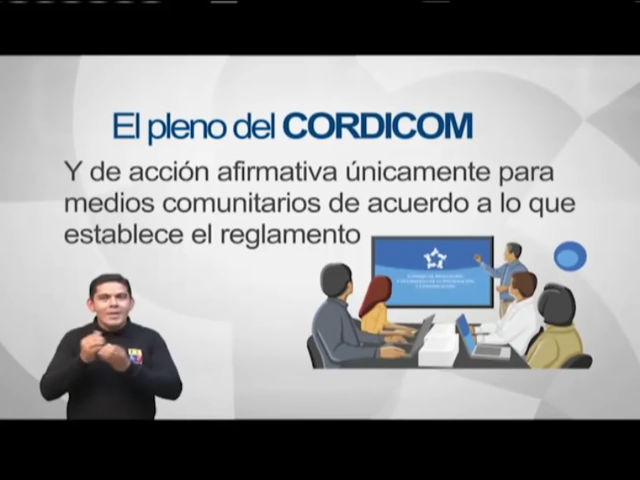 El pleno del CORDICOM
Y de acción afirmativa únicamente para
medios comunitarios de acuerdo a lo que
establece el reglamento